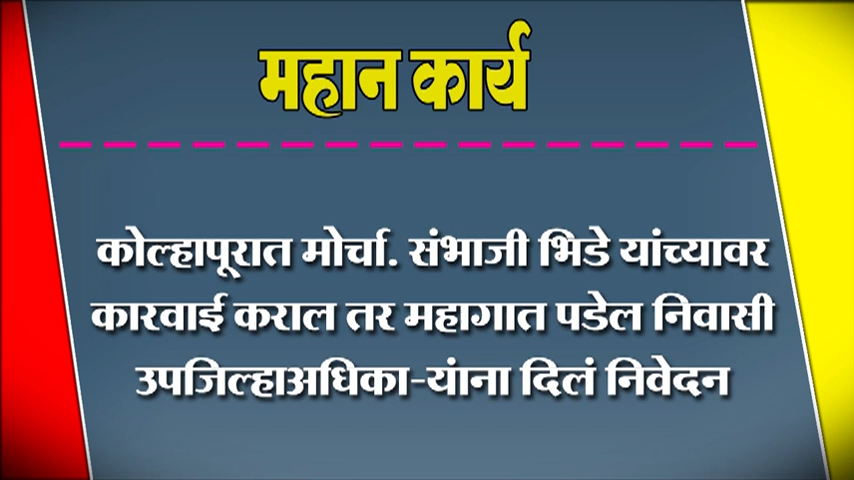 महान कार्य
कोल्हापूरात मोर्चा. संभाजी भिडे यांच्यावर
कारवाई कराल तर महागात पडेल निवासी
उपजिल्हाअधिका-यांना दिलं निवेदन